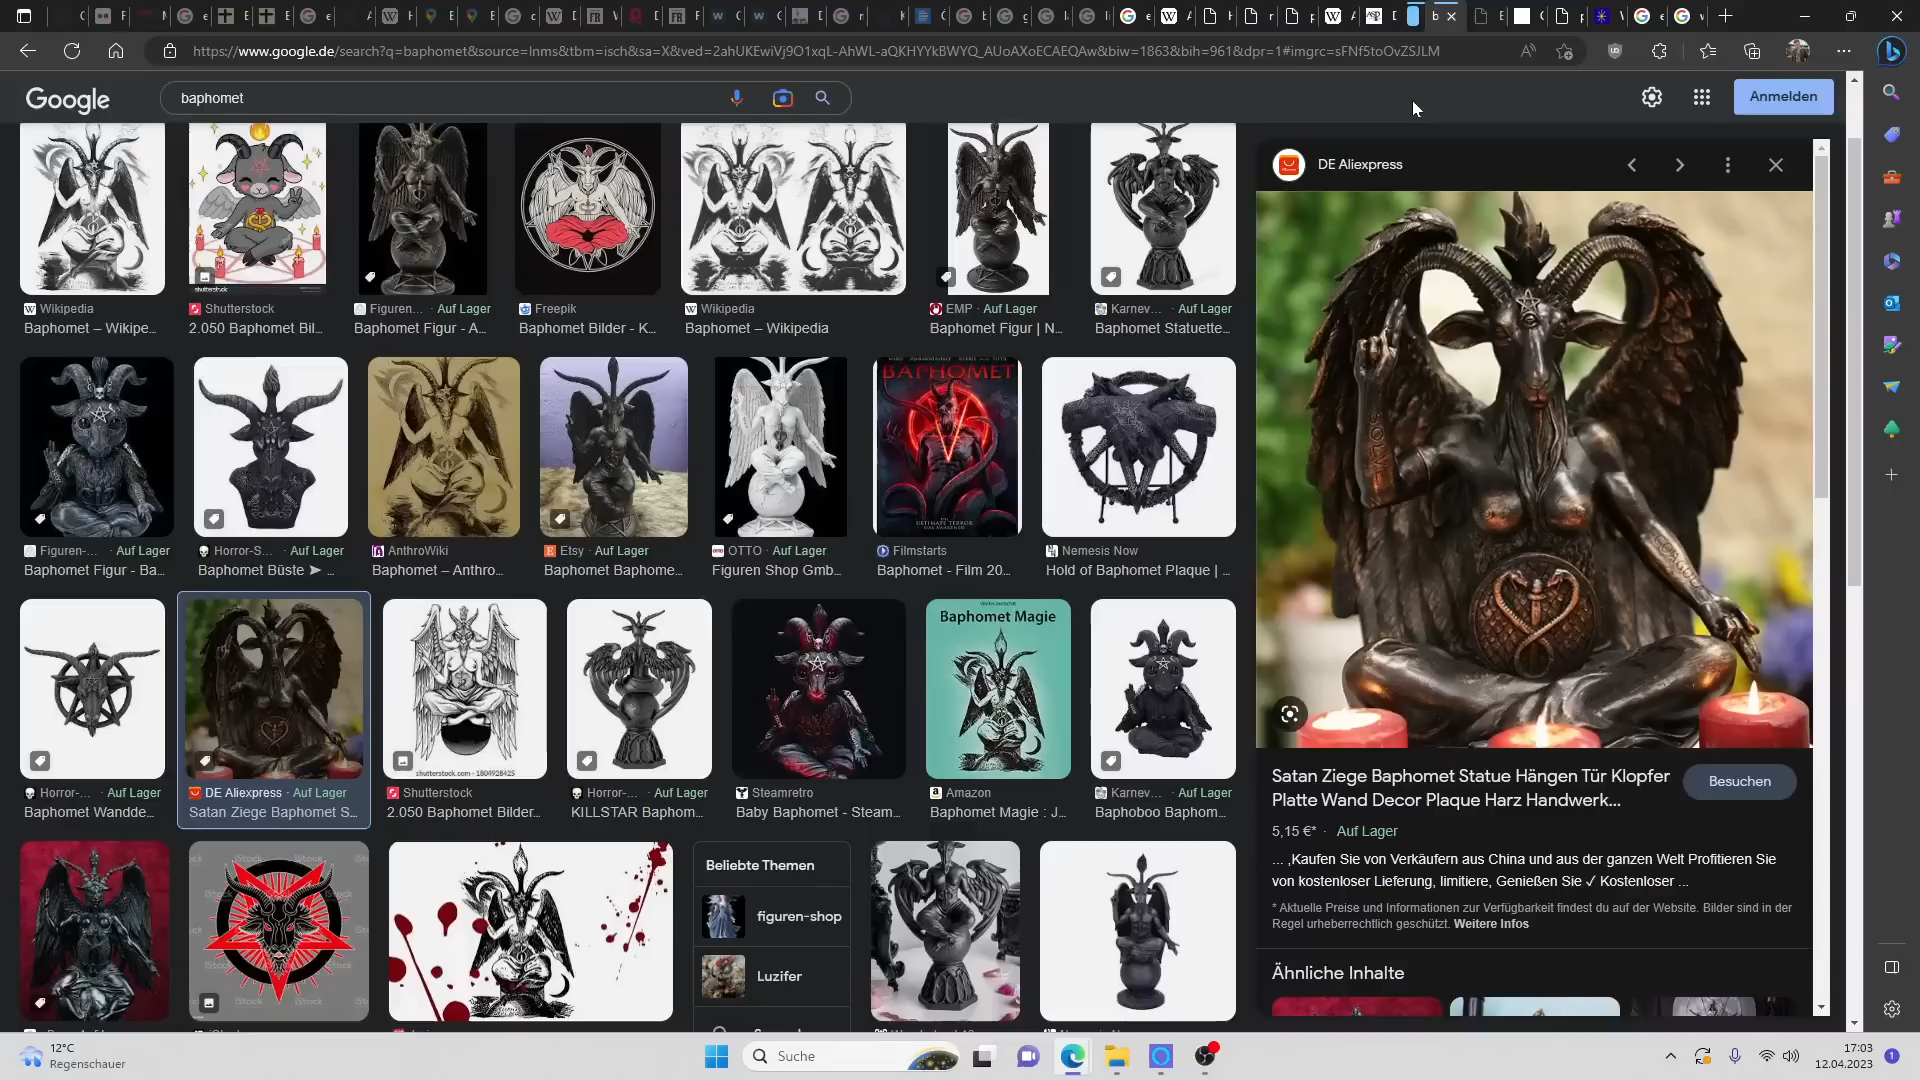 https://www.google.de/search?q=baphomet&source=lnms&tbm=isch&sa=X&ved=2ahUKEwiVj9O1xqL-AhWL-aQKHYYkBWYQ_AUoAXoECAEQAw&biw=1863&bih=961&dpr=1#imgrc=sFNf5toOvZSJLM
Google
baphomet
Anmelden
DE Aliexpress
shutterstock
Wikipedia
Baphomet – Wikipe...
Shutterstock
2.050 Baphomet Bil...
Figuren-... · Auf Lager
Baphomet Figur - A...
Freepik
Baphomet Bilder - K...
Wikipedia
Baphomet – Wikipedia
EMP · Auf Lager
Baphomet Figur | N...
Karnev... · Auf Lager
Baphomet Statuette...
BAPHOMET
Figuren-... · Auf Lager
Baphomet Figur - Ba...
Horror-S... · Auf Lager
Baphomet Büste ➤ ...
AnthroWiki
Baphomet – Anthro...
Etsy · Auf Lager
Baphomet Baphome...
OTTO · Auf Lager
Figuren Shop Gmb...
Filmstarts
Baphomet - Film 20...
Nemesis Now
Hold of Baphomet Plaque | ...
SOLVE
COAGULA
shutterstock.com · 1804928425
Baphomet Magie
Horror-... · Auf Lager
Baphomet Wandde...
DE Aliexpress · Auf Lager
Satan Ziege Baphomet S...
Shutterstock
2.050 Baphomet Bilder...
Horror-... · Auf Lager
KILLSTAR Baphom...
Steamretro
Baby Baphomet - Steam...
Amazon
Baphomet Magie : J...
Karnev... · Auf Lager
Baphoboo Baphom...
Satan Ziege Baphomet Statue Hängen Tür Klopfer
Platte Wand Decor Plaque Harz Handwerk...
Besuchen
5,15 €* · Auf Lager
... ,Kaufen Sie von Verkäufern aus China und aus der ganzen Welt Profitieren Sie
von kostenloser Lieferung, limitiere, Genießen Sie ✓ Kostenloser ...
* Aktuelle Preise und Informationen zur Verfügbarkeit findest du auf der Website. Bilder sind in der
Regel urheberrechtlich geschützt. Weitere Infos
Ähnliche Inhalte
iStock
Beliebte Themen
figuren-shop
Luzifer
12°C
Regenschauer
Suche
17:03
12.04.2023
1